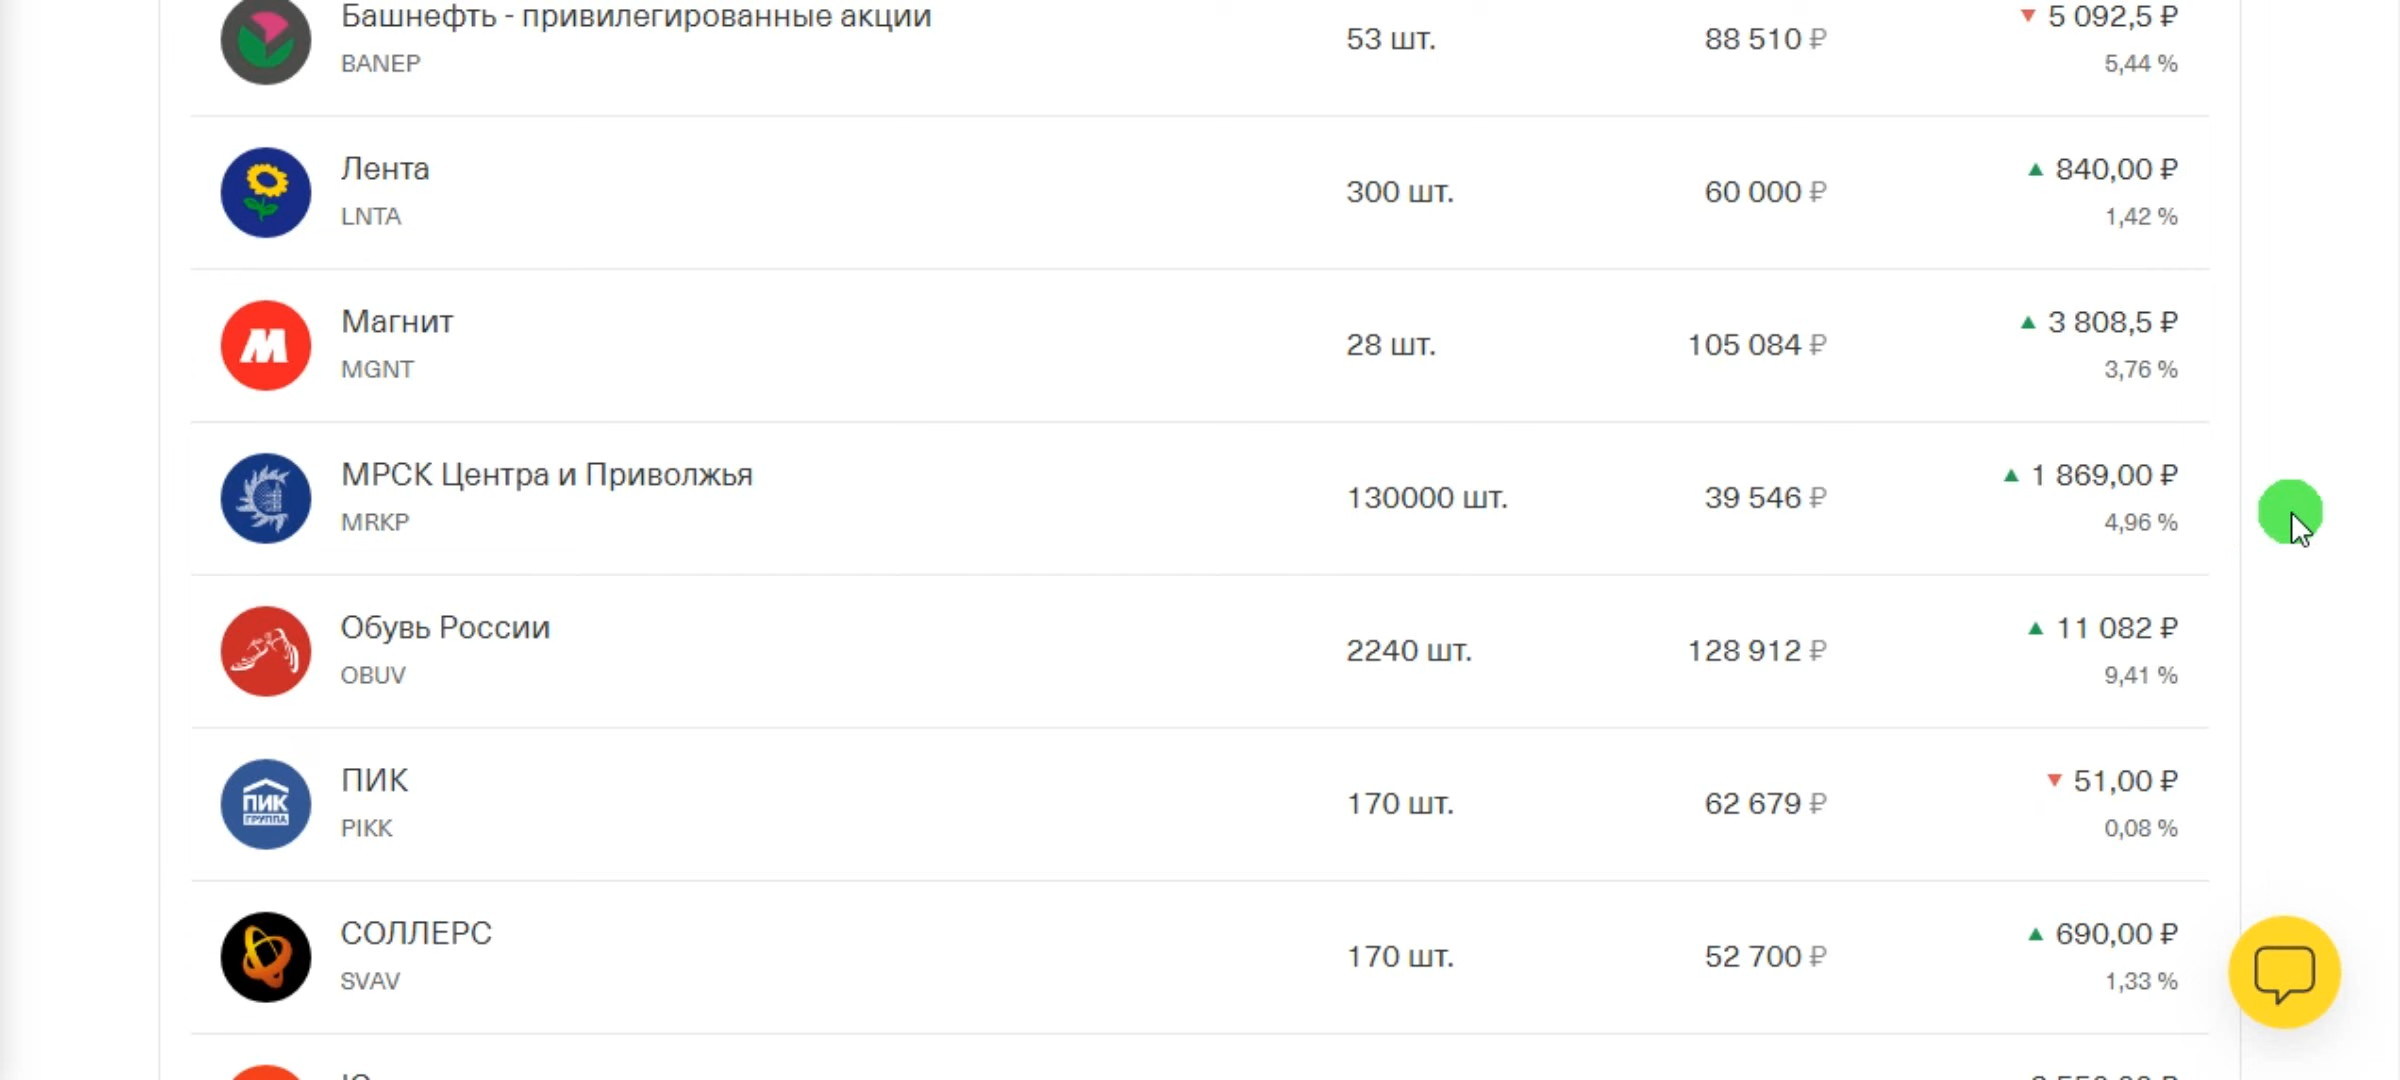 Башнефть - привилегированные акции
BANEP
53 шт.
88 510 ₽
▼ 5 092,5 ₽
5,44 %
Лента
LNTA
300 шт.
60 000 ₽
▲ 840,00 ₽
1,42 %
Магнит
MGNT
28 шт.
105 084 ₽
▲ 3 808,5 ₽
3,76 %
МРСК Центра и Приволжья
MRKP
130000 шт.
39 546 ₽
▲ 1 869,00 ₽
4,96 %
Обувь России
OBUV
2240 шт.
128 912 ₽
▲ 11 082 ₽
9,41 %
ПИК
ГРУППА
ПИК
PIKK
170 шт.
62 679 ₽
▼ 51,00 ₽
0,08 %
СОЛЛЕРС
SVAV
170 шт.
52 700 ₽
▲ 690,00 ₽
1,33 %